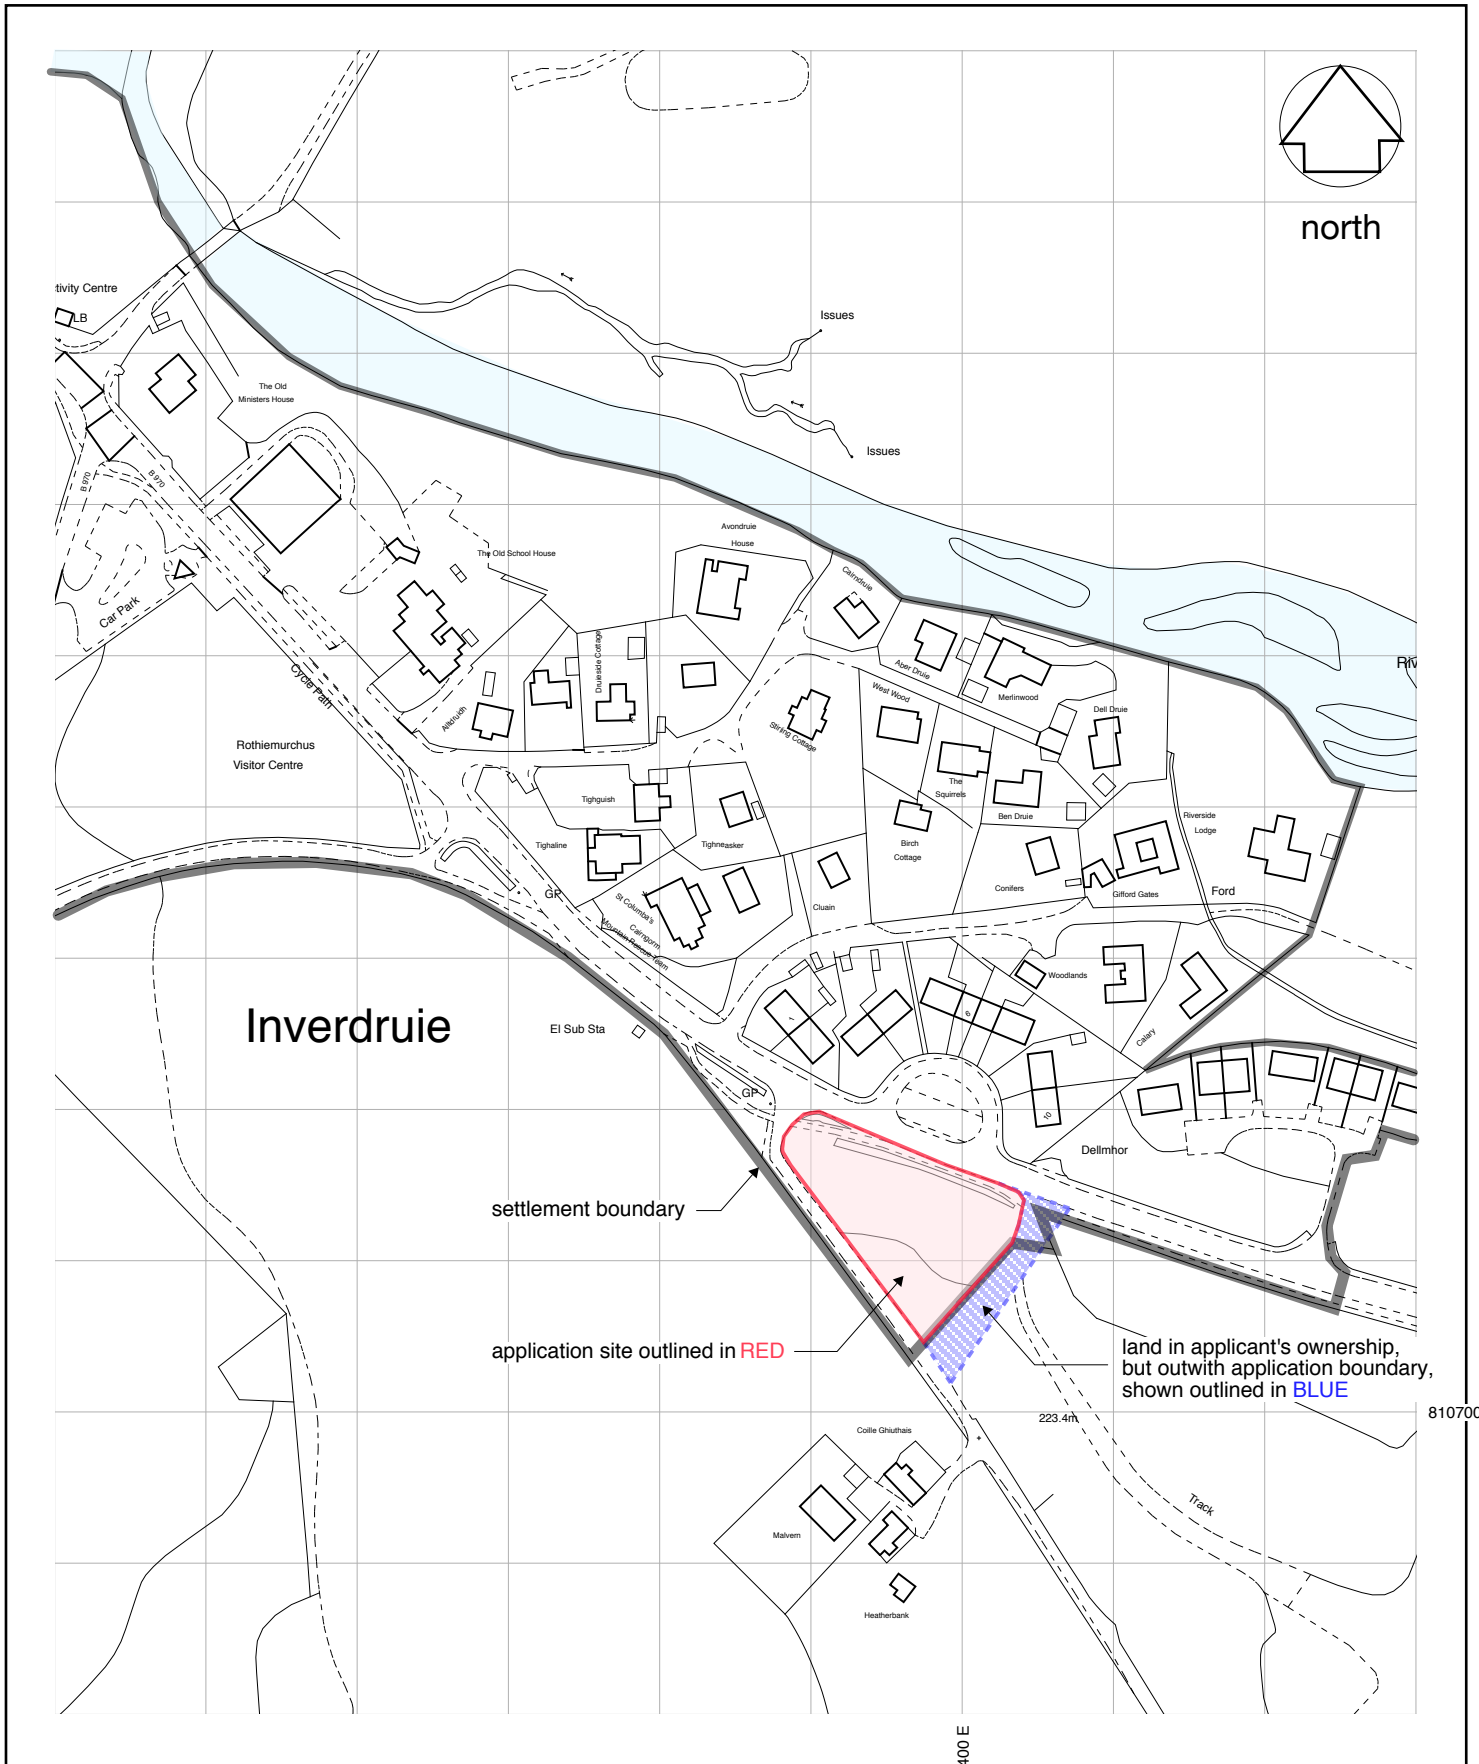 north
tivity Centre
LB
Issues
The Old
Ministers House
Issues
B 970
B 970
Avondruie
House
The Old School House
Cairndruie
Car Park
Druieside Cottage
Aber Druie
Riv
Cycle Path
West Wood
Merlinwood
Dell Druie
Alltdruidh
Stirling Cottage
Rothiemurchus
Visitor Centre
The
Squirrels
Tighguish
Ben Druie
Riverside
Lodge
Tighaline
Tighneasker
Birch
Cottage
GP
Conifers
Gifford Gates
Ford
St Columba's
Cairngorm
Mountain Rescue Team
Cluain
Woodlands
Inverdruie
El Sub Sta
1
6
Calary
GP
10
Dellmhor
settlement boundary
application site outlined in RED
land in applicant's ownership,
but outwith application boundary,
shown outlined in BLUE
810700
223.4m
Coille Ghiuthais
Track
Malvern
Heatherbank
400 E